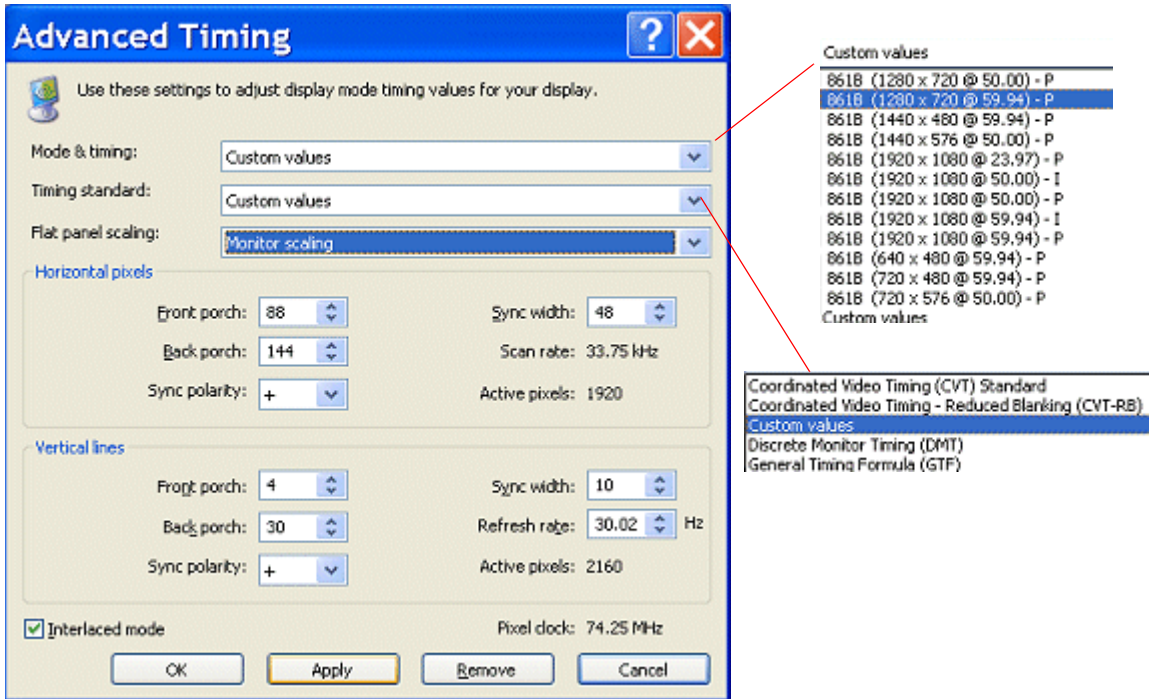 Advanced Timing
Use these settings to adjust display mode timing values for your display.
Mode & timing: Custom values
Timing standard: Custom values
Flat panel scaling: Monitor scaling
Horizontal pixels
Front porch: 88 Sync width: 48
Back porch: 144 Scan rate: 33.75 kHz
Sync polarity: + Active pixels: 1920
Vertical lines
Front porch: 4 Sync width: 10
Back porch: 30 Refresh rate: 30.02 Hz
Sync polarity: + Active pixels: 2160
Interlaced mode Pixel clock: 74.25 MHz
OK Apply Remove Cancel
Custom values
861B (1280 x 720 @ 50.00) - P
861B (1280 x 720 @ 59.94) - P
861B (1440 x 480 @ 59.94) - P
861B (1440 x 576 @ 50.00) - P
861B (1920 x 1080 @ 23.97) - P
861B (1920 x 1080 @ 50.00) - I
861B (1920 x 1080 @ 50.00) - P
861B (1920 x 1080 @ 59.94) - I
861B (1920 x 1080 @ 59.94) - P
861B (640 x 480 @ 59.94) - P
861B (720 x 480 @ 59.94) - P
861B (720 x 576 @ 50.00) - P
Custom values
Coordinated Video Timing (CVT) Standard
Coordinated Video Timing - Reduced Blanking (CVT-RB)
Custom values
Discrete Monitor Timing (DMT)
General Timing Formula (GTF)